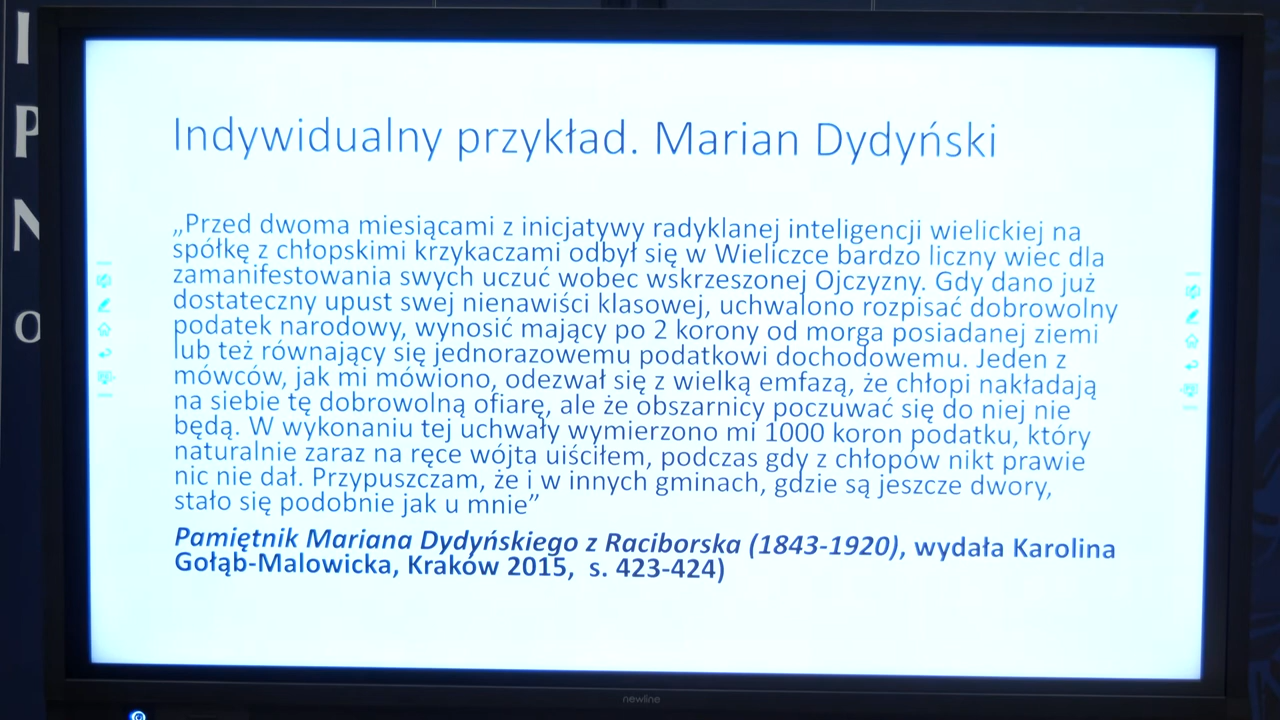 I
P
N
O
Indywidualny przykład. Marian Dydyński
„Przed dwoma miesiącami z inicjatywy radyklanej inteligencji wielickiej na
spółkę z chłopskimi krzykaczami odbył się w Wieliczce bardzo liczny wiec dla
zamanifestowania swych uczuć wobec wskrzeszonej Ojczyzny. Gdy dano już
dostateczny upust swej nienawiści klasowej, uchwalono rozpisać dobrowolny
podatek narodowy, wynosić mający po 2 korony od morga posiadanej ziemi
lub też równający się jednorazowemu podatkowi dochodowemu. Jeden z
mówców, jak mi mówiono, odezwał się z wielką emfazą, że chłopi nakładają
na siebie tę dobrowolną ofiarę, ale że obszarnicy poczuwać się do niej nie
będą. W wykonaniu tej uchwały wymierzono mi 1000 koron podatku, który
naturalnie zaraz na ręce wójta uiściłem, podczas gdy z chłopów nikt prawie
nic nie dał. Przypuszczam, że i w innych gminach, gdzie są jeszcze dwory,
stało się podobnie jak u mnie”
Pamiętnik Mariana Dydyńskiego z Raciborska (1843-1920), wydała Karolina
Gołąb-Malowicka, Kraków 2015, s. 423-424)
newline